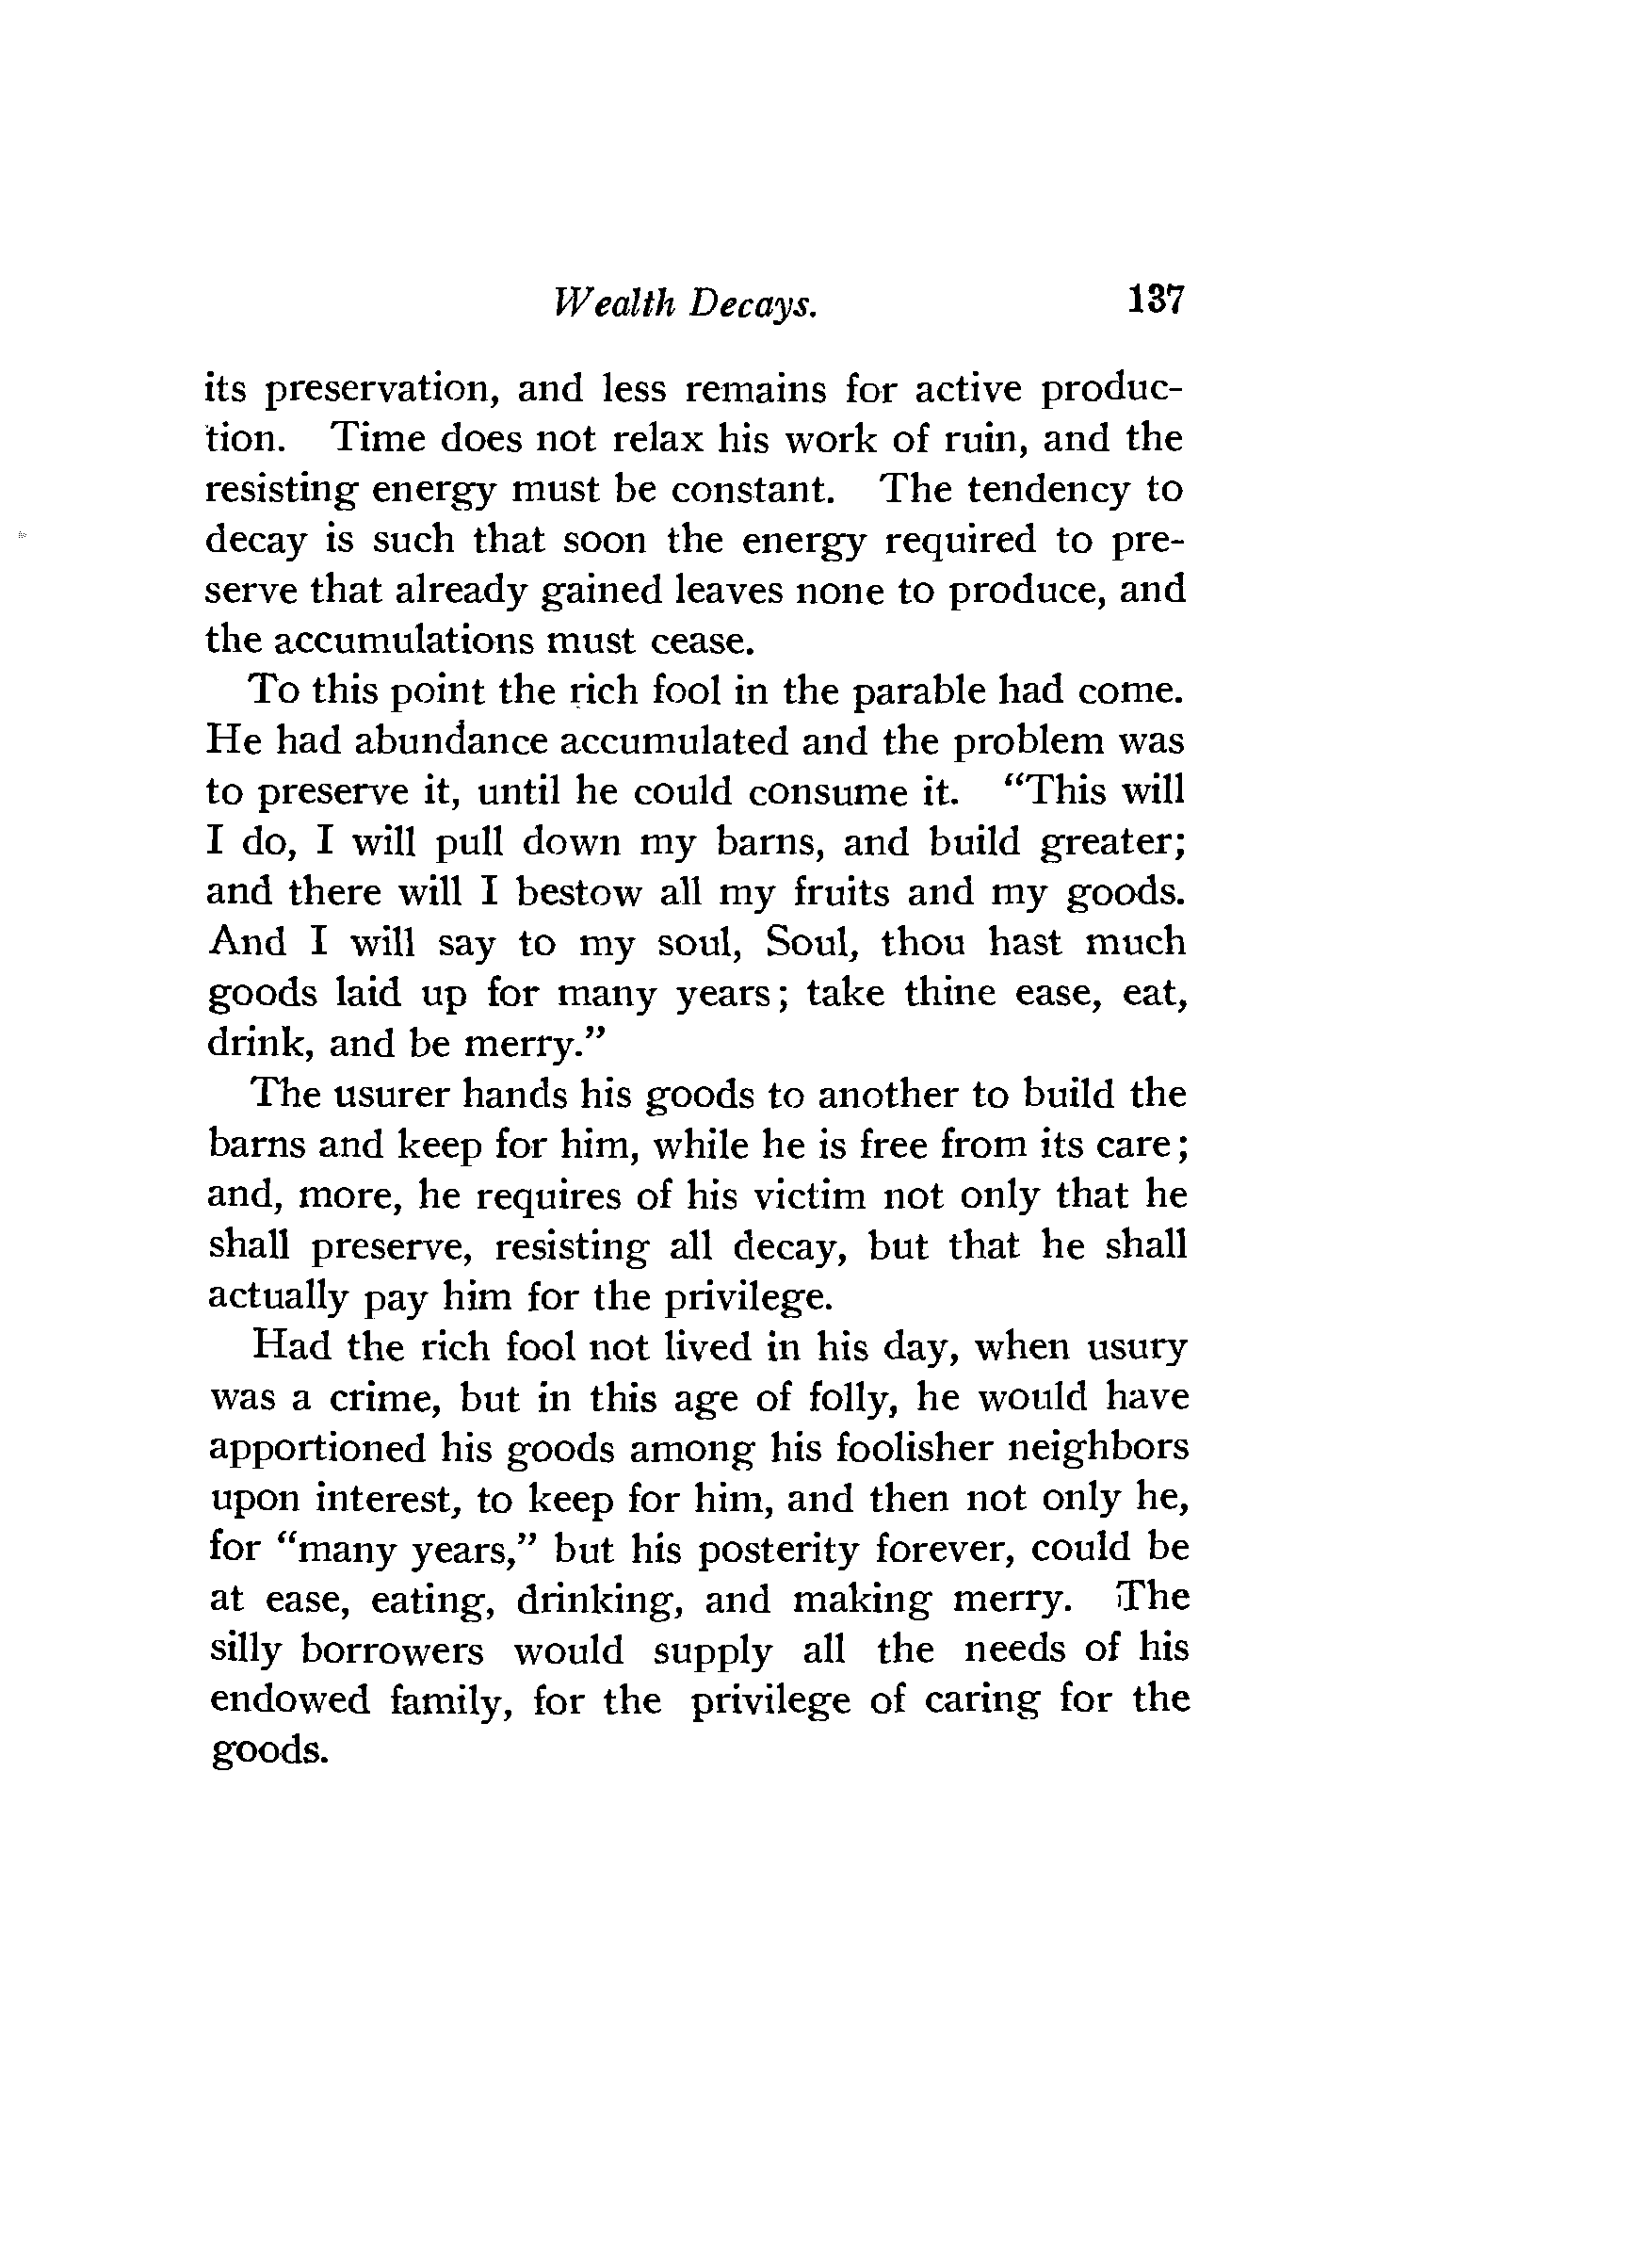 Wealth Decays. 137
its preservation, and less remains for active produc-
tion. Time does not relax his work of ruin, and the
resisting energy must be constant. The tendency to
decay is such that soon the energy required to pre-
serve that already gained leaves none to produce, and
the accumulations must cease.
To this point the rich fool in the parable had come.
He had abundance accumulated and the problem was
to preserve it, until he could consume it. “This will
I do, I will pull down my barns, and build greater;
and there will I bestow all my fruits and my goods.
And I will say to my soul, Soul, thou hast much
goods laid up for many years; take thine ease, eat,
drink, and be merry.”
The usurer hands his goods to another to build the
barns and keep for him, while he is free from its care;
and, more, he requires of his victim not only that he
shall preserve, resisting all decay, but that he shall
actually pay him for the privilege.
Had the rich fool not lived in his day, when usury
was a crime, but in this age of folly, he would have
apportioned his goods among his foolisher neighbors
upon interest, to keep for him, and then not only he,
for “many years,” but his posterity forever, could be
at ease, eating, drinking, and making merry. The
silly borrowers would supply all the needs of his
endowed family, for the privilege of caring for the
goods.